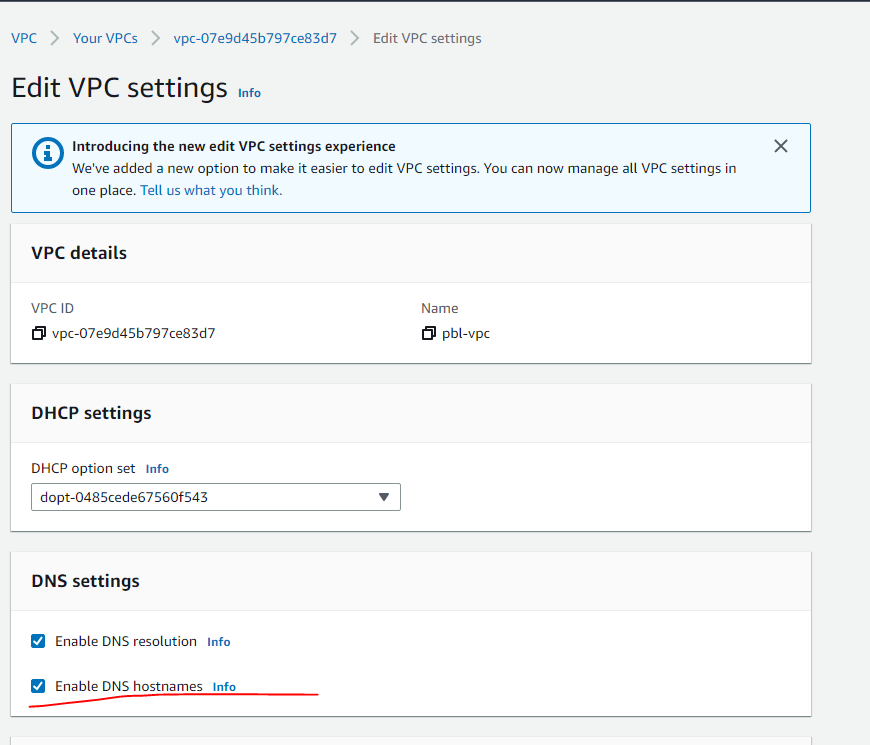 VPC > Your VPCs > vpc-07e9d45b797ce83d7 > Edit VPC settings
Edit VPC settings Info
Introducing the new edit VPC settings experience
We've added a new option to make it easier to edit VPC settings. You can now manage all VPC settings in
one place. Tell us what you think.
VPC details
VPC ID Name
vpc-07e9d45b797ce83d7 pbl-vpc
DHCP settings
DHCP option set Info
dopt-0485cede67560f543
DNS settings
Enable DNS resolution Info
Enable DNS hostnames Info